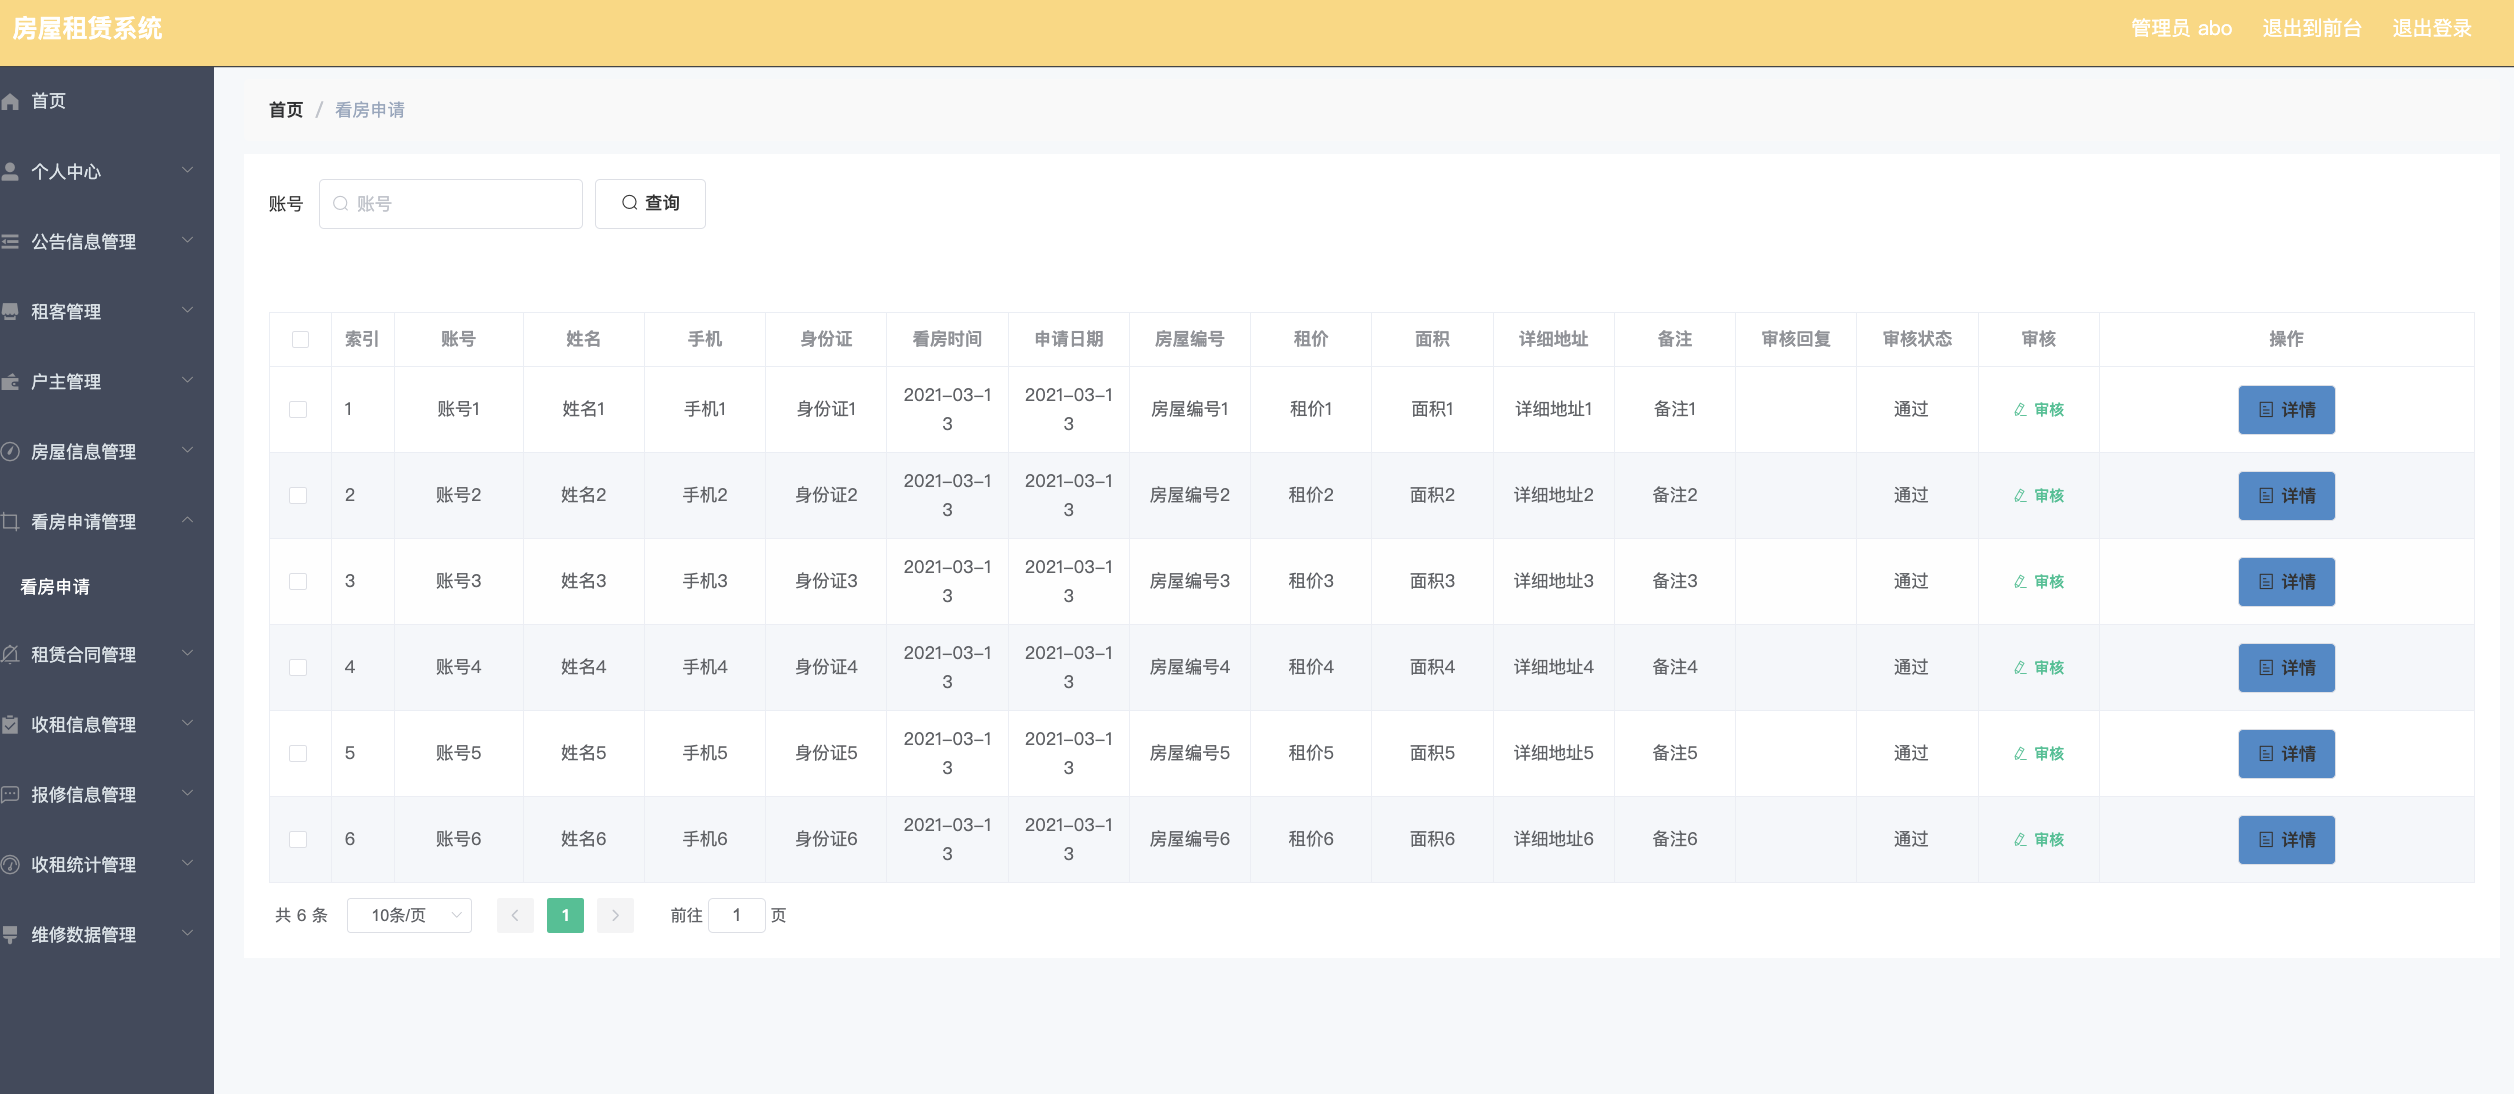 房屋租赁系统
管理员 abo 退出到前台 退出登录
首页
个人中心
公告信息管理
租客管理
户主管理
房屋信息管理
看房申请管理
看房申请
租赁合同管理
收租信息管理
报修信息管理
收租统计管理
维修数据管理
首页 / 看房申请
账号 账号 查询
索引 账号 姓名 手机 身份证 看房时间 申请日期 房屋编号 租价 面积 详细地址 备注 审核回复 审核状态 审核 操作
1 账号1 姓名1 手机1 身份证1 2021-03-13 2021-03-13 房屋编号1 租价1 面积1 详细地址1 备注1 通过 审核 详情
2 账号2 姓名2 手机2 身份证2 2021-03-13 2021-03-13 房屋编号2 租价2 面积2 详细地址2 备注2 通过 审核 详情
3 账号3 姓名3 手机3 身份证3 2021-03-13 2021-03-13 房屋编号3 租价3 面积3 详细地址3 备注3 通过 审核 详情
4 账号4 姓名4 手机4 身份证4 2021-03-13 2021-03-13 房屋编号4 租价4 面积4 详细地址4 备注4 通过 审核 详情
5 账号5 姓名5 手机5 身份证5 2021-03-13 2021-03-13 房屋编号5 租价5 面积5 详细地址5 备注5 通过 审核 详情
6 账号6 姓名6 手机6 身份证6 2021-03-13 2021-03-13 房屋编号6 租价6 面积6 详细地址6 备注6 通过 审核 详情
共 6 条 10条/页 1 前往 1 页